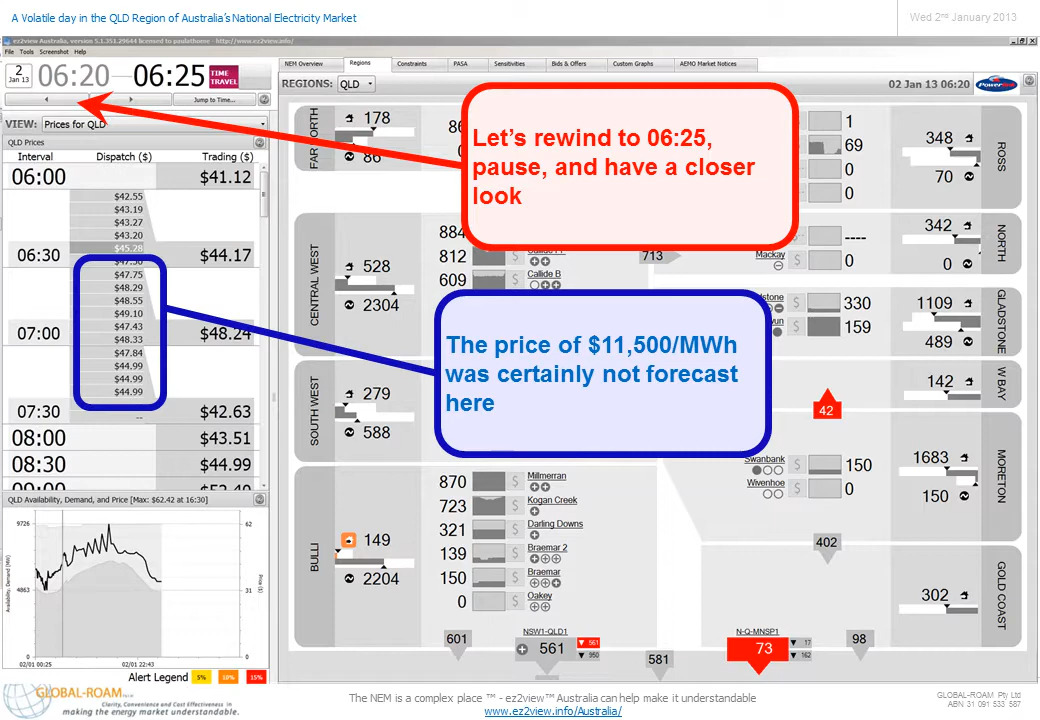 A Volatile day in the QLD Region of Australia's National Electricity Market
Wed 2nd January 2013
ez2view Australia, version 5.1.351.29644 licensed to paulathume - http://www.ez2view.info/
File Tools Screenshot Help
2
Jan 13
06:20
06:25
TIME
TRAVEL
Jump to Time...
VIEW: Prices for QLD
QLD Prices
Interval Dispatch ($) Trading ($)
06:00 $41.12
$42.55
$43.19
$43.27
$43.20
$45.28
06:30 $44.17
$47.50
$47.75
$48.29
$48.55
$49.10
$47.43
07:00 $48.24
$48.33
$47.84
$44.99
$44.99
$44.99
07:30 -- $42.63
08:00 $43.51
08:30 $44.99
QLD Availability, Demand, and Price [Max: $62.42 at 16:30]
9726
4863
0
62
31
0
Availability, Demand (MW)
Price ($)
02/01 00:25
02/01 22:43
Alert Legend 5% 10% 15%
NEM Overview Regions Constraints PASA Sensitivities Bids & Offers Custom Graphs AEMO Market Notices
REGIONS: QLD
02 Jan 13 06:20
Let's rewind to 06:25,
pause, and have a closer
look
The price of $11,500/MWh
was certainly not forecast
here
178
86
1
69
0
0
348
70
ROSS
CENTRAL WEST
528
2304
884
812
609
Callide B
713
----
0
Mackay
342
0
NORTH
330
159
1109
489
GLADSTONE
SOUTH WEST
279
588
142
W BAY
42
Swanbank
150
Wivenhoe
0
1683
150
MORETON
BULLI
149
2204
870 Millmerran
723 Kogan Creek
321 Darling Downs
139 Braemar 2
150 Braemar
0 Oakey
402
302
GOLD COAST
601
NSW1-QLD1
561
561
950
581
N-Q-MNSP1
73
17
162
98
GLOBAL-ROAM
Clarity, Convenience and Cost Effectiveness in
making the energy market understandable.
The NEM is a complex place ™ - ez2view™ Australia can help make it understandable
www.ez2view.info/Australia/
GLOBAL-ROAM Pty Ltd
ABN 31 091 533 587